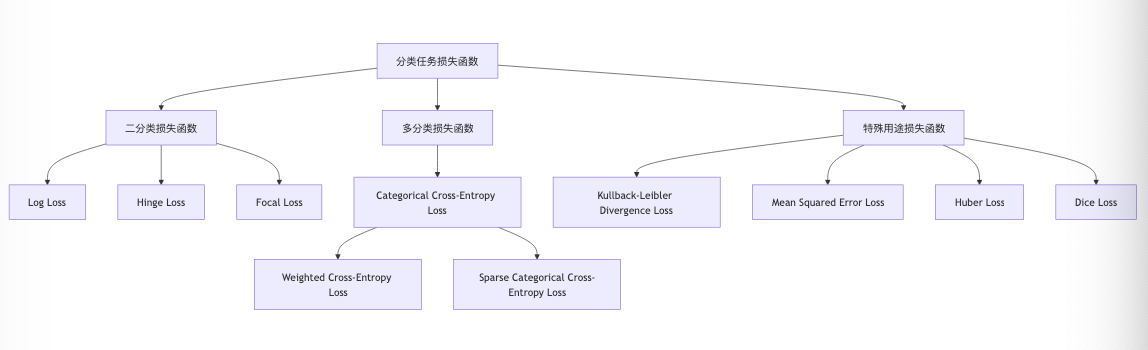 分类任务损失函数
二分类损失函数
多分类损失函数
特殊用途损失函数
Log Loss
Hinge Loss
Focal Loss
Categorical Cross-Entropy
Loss
Kullback-Leibler
Divergence Loss
Mean Squared Error Loss
Huber Loss
Dice Loss
Weighted Cross-Entropy
Loss
Sparse Categorical Cross-
Entropy Loss